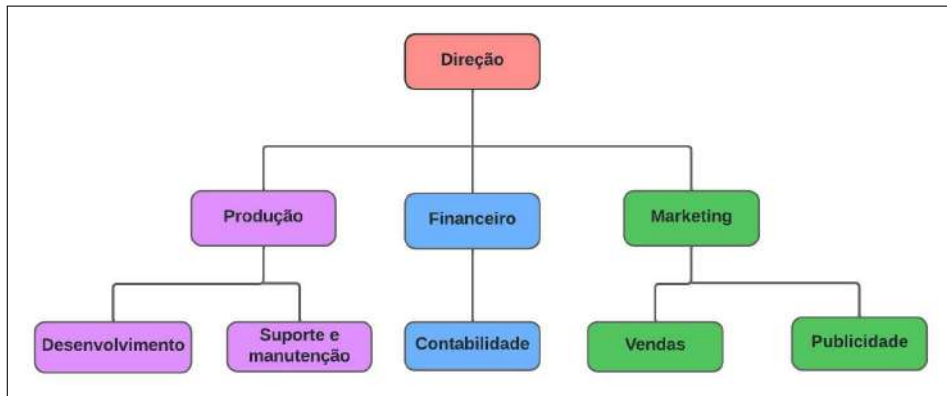 Direção
Produção
Financeiro
Marketing
Desenvolvimento
Suporte e
manutenção
Contabilidade
Vendas
Publicidade